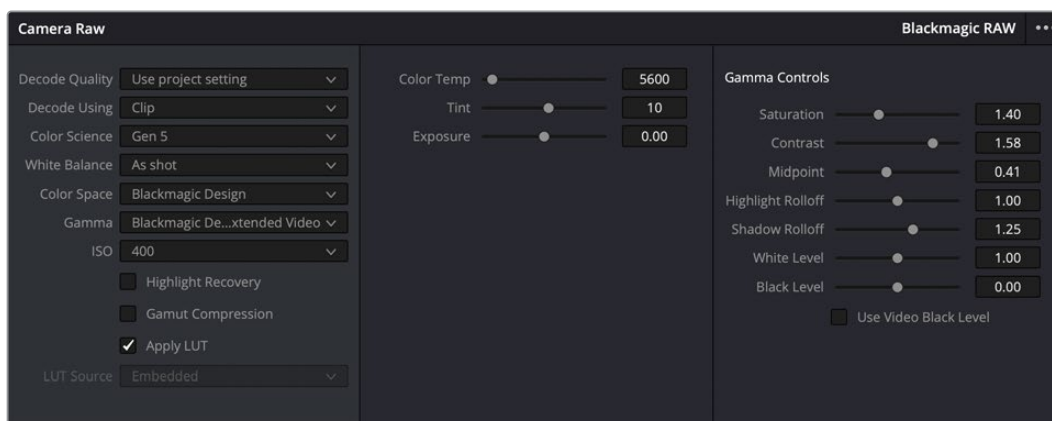 Camera Raw
Blackmagic RAW
Decode Quality Use project setting
Decode Using Clip
Color Science Gen 5
White Balance As shot
Color Space Blackmagic Design
Gamma Blackmagic De...xtended Video
ISO 400
Highlight Recovery
Gamut Compression
Apply LUT
LUT Source Embedded
Color Temp 5600
Tint 10
Exposure 0.00
Gamma Controls
Saturation 1.40
Contrast 1.58
Midpoint 0.41
Highlight Rolloff 1.00
Shadow Rolloff 1.25
White Level 1.00
Black Level 0.00
Use Video Black Level